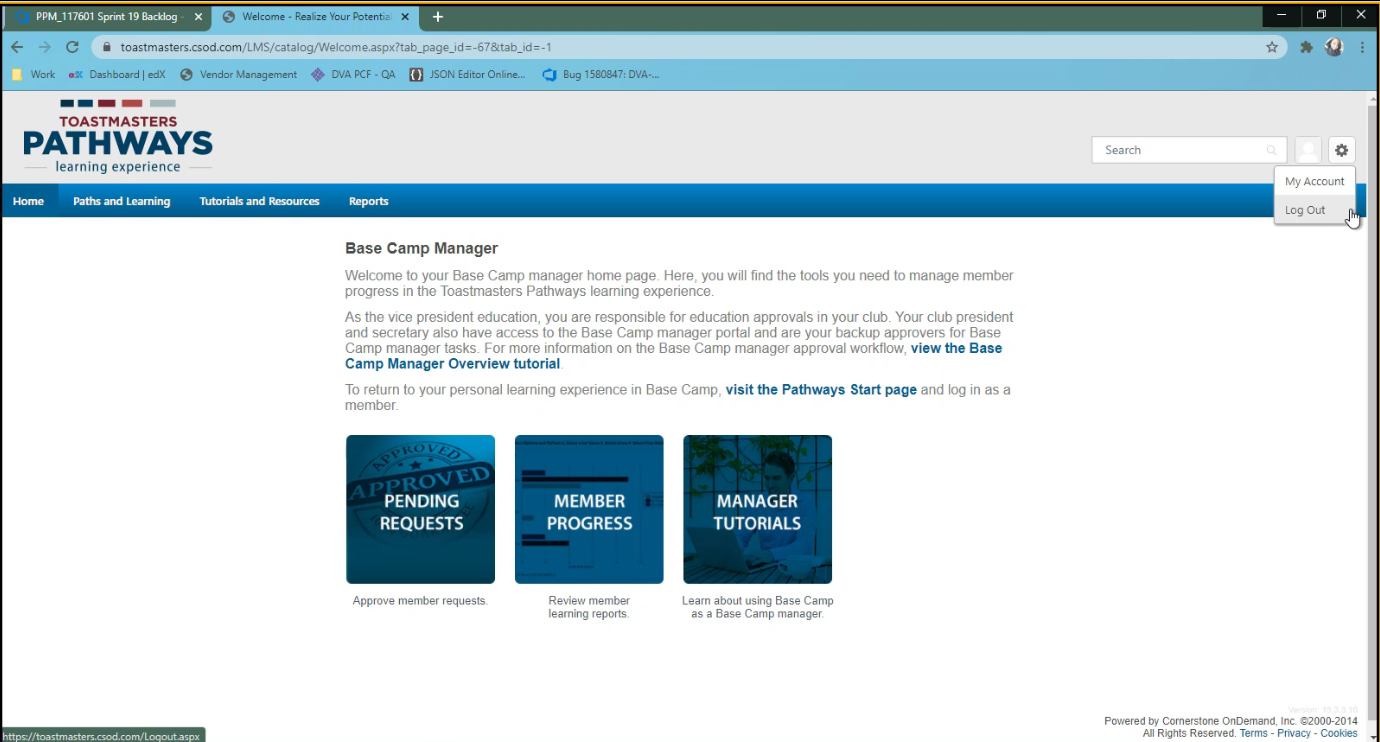 PPM_117601 Sprint 19 Backlog -
Welcome - Realize Your Potential
toastmasters.csod.com/LMS/catalog/Welcome.aspx?tab_page_id=-67&tab_id=-1
Work
Dashboard | edX
Vendor Management
DVA PCF - QA
JSON Editor Online...
Bug 1580847: DVA-...
TOASTMASTERS
PATHWAYS
learning experience
Search
My Account
Log Out
Home
Paths and Learning
Tutorials and Resources
Reports
Base Camp Manager
Welcome to your Base Camp manager home page. Here, you will find the tools you need to manage member
progress in the Toastmasters Pathways learning experience.
As the vice president education, you are responsible for education approvals in your club. Your club president
and secretary also have access to the Base Camp manager portal and are your backup approvers for Base
Camp manager tasks. For more information on the Base Camp manager approval workflow, view the Base
Camp Manager Overview tutorial.
To return to your personal learning experience in Base Camp, visit the Pathways Start page and log in as a
member.
APPROVED
APPROVED
PENDING
REQUESTS
MEMBER
PROGRESS
MANAGER
TUTORIALS
Approve member requests.
Review member
learning reports.
Learn about using Base Camp
as a Base Camp manager.
Powered by Cornerstone OnDemand, Inc. ©2000-2014
All Rights Reserved. Terms - Privacy - Cookies
https://toastmasters.csod.com/Logout.aspx